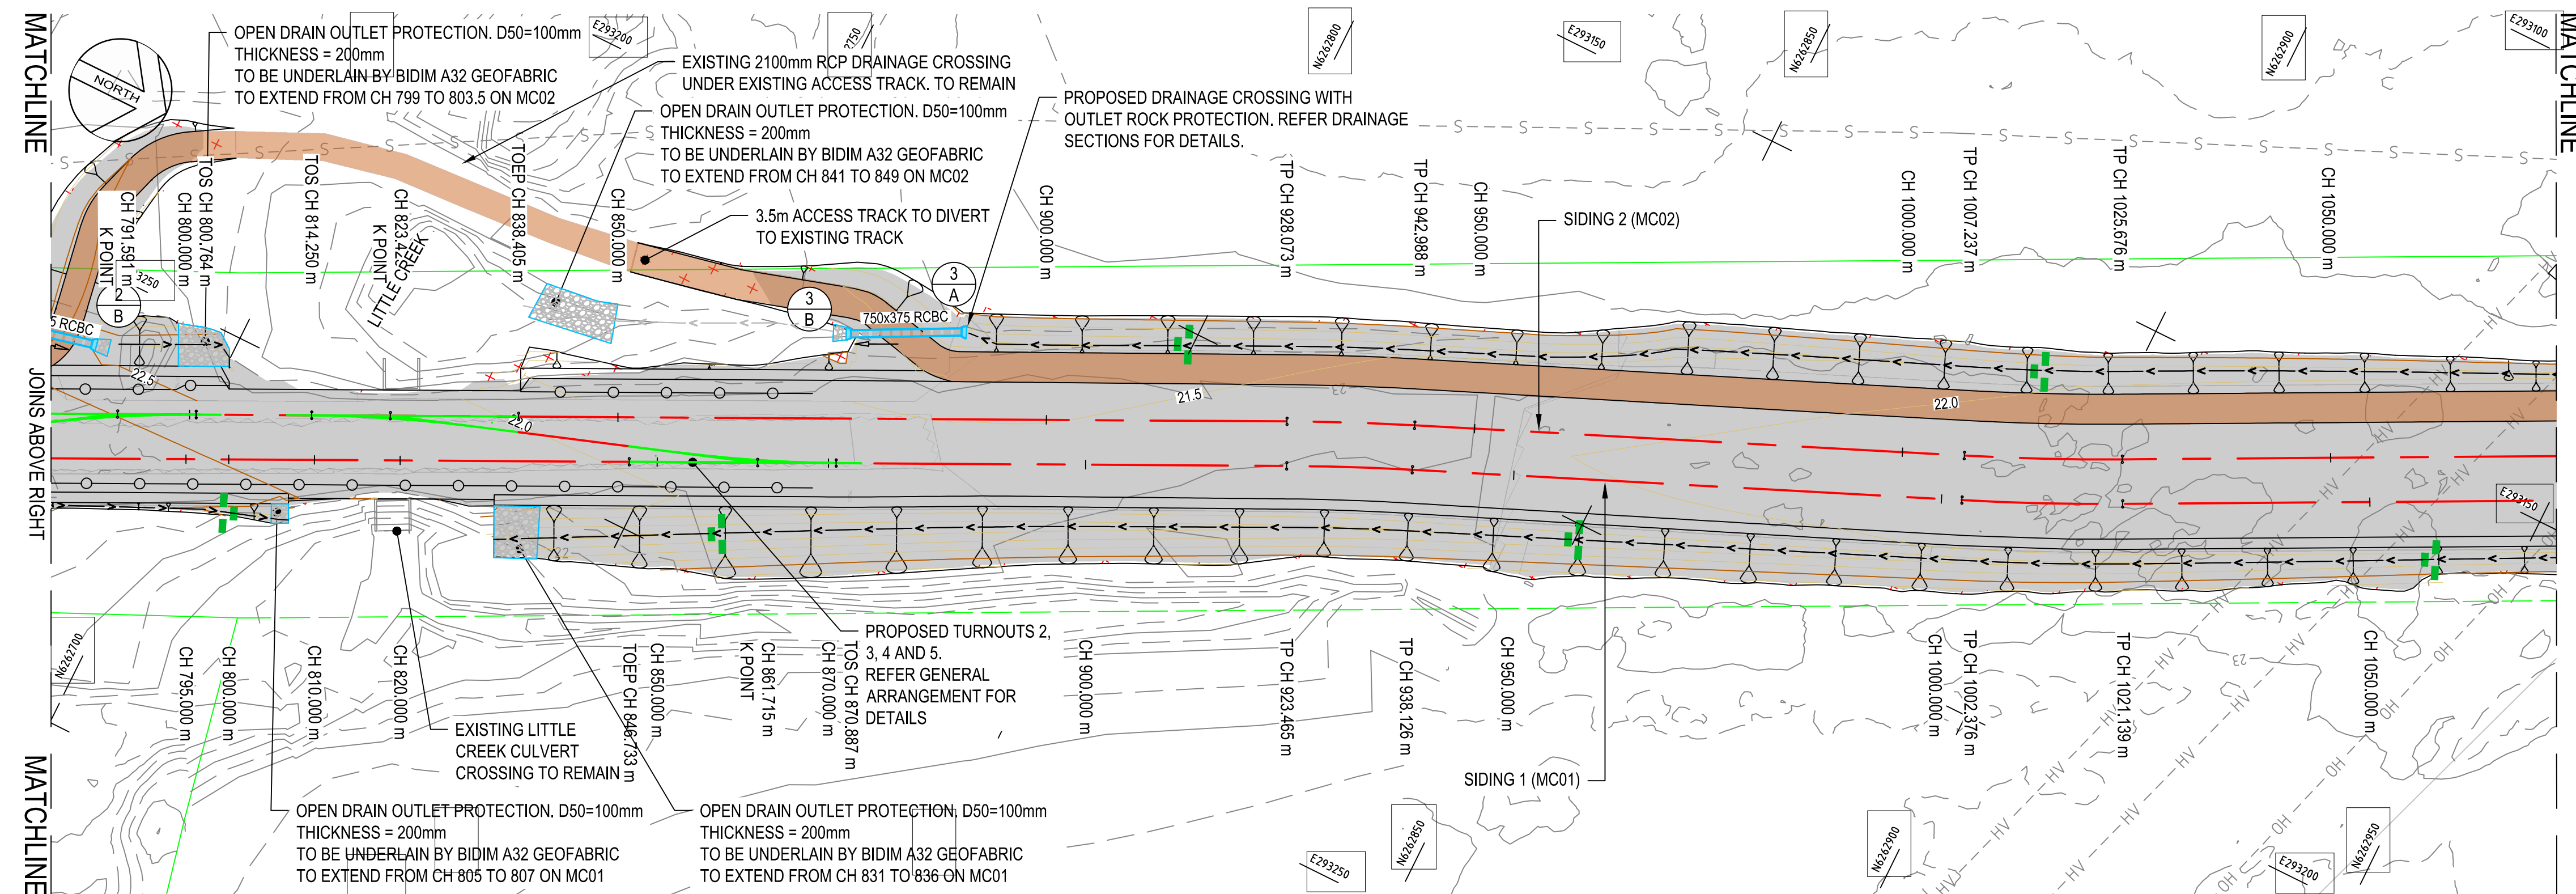 MATCHLINE
MATCHLINE
NORTH
OPEN DRAIN OUTLET PROTECTION. D50=100mm
THICKNESS = 200mm
TO BE UNDERLAIN BY BIDIM A32 GEOFABRIC
TO EXTEND FROM CH 799 TO 803.5 ON MC02
E293200
EXISTING 2100mm RCP DRAINAGE CROSSING
UNDER EXISTING ACCESS TRACK. TO REMAIN
OPEN DRAIN OUTLET PROTECTION. D50=100mm
THICKNESS = 200mm
TO BE UNDERLAIN BY BIDIM A32 GEOFABRIC
TO EXTEND FROM CH 841 TO 849 ON MC02
PROPOSED DRAINAGE CROSSING WITH
OUTLET ROCK PROTECTION. REFER DRAINAGE
SECTIONS FOR DETAILS.
3.5m ACCESS TRACK TO DIVERT
TO EXISTING TRACK
N6262800
E293150
N6262850
N6262900
E293100
CH 791.591 m
K POINT
CH 800.000 m
TOS CH 800.764 m
TOS CH 814.250 m
CH 823.425 m
K POINT
LITTLE CREEK
TOEP CH 838.405 m
CH 850.000 m
CH 900.000 m
TP CH 928.073 m
TP CH 942.988 m
CH 950.000 m
SIDING 2 (MC02)
CH 1000.000 m
TP CH 1007.237 m
TP CH 1025.676 m
CH 1050.000 m
3250
2
B
3
B
3
A
5 RCBC
750x375 RCBC
22.5
22.0
21.5
23
22.0
22
23
JOINS ABOVE RIGHT
E293150
N6262700
CH 795.000 m
CH 800.000 m
CH 810.000 m
CH 820.000 m
TOEP CH 846.733 m
CH 850.000 m
K POINT
CH 861.715 m
CH 870.000 m
TOS CH 870.887 m
PROPOSED TURNOUTS 2,
3, 4 AND 5.
REFER GENERAL
ARRANGEMENT FOR
DETAILS
CH 900.000 m
TP CH 923.465 m
TP CH 938.126 m
CH 950.000 m
SIDING 1 (MC01)
CH 1000.000 m
TP CH 1002.376 m
TP CH 1021.139 m
CH 1050.000 m
EXISTING LITTLE
CREEK CULVERT
CROSSING TO REMAIN
OPEN DRAIN OUTLET PROTECTION. D50=100mm
THICKNESS = 200mm
TO BE UNDERLAIN BY BIDIM A32 GEOFABRIC
TO EXTEND FROM CH 805 TO 807 ON MC01
OPEN DRAIN OUTLET PROTECTION. D50=100mm
THICKNESS = 200mm
TO BE UNDERLAIN BY BIDIM A32 GEOFABRIC
TO EXTEND FROM CH 831 TO 836 ON MC01
E293250
N6262850
N6262900
E293200
N6262950
MATCHLINE